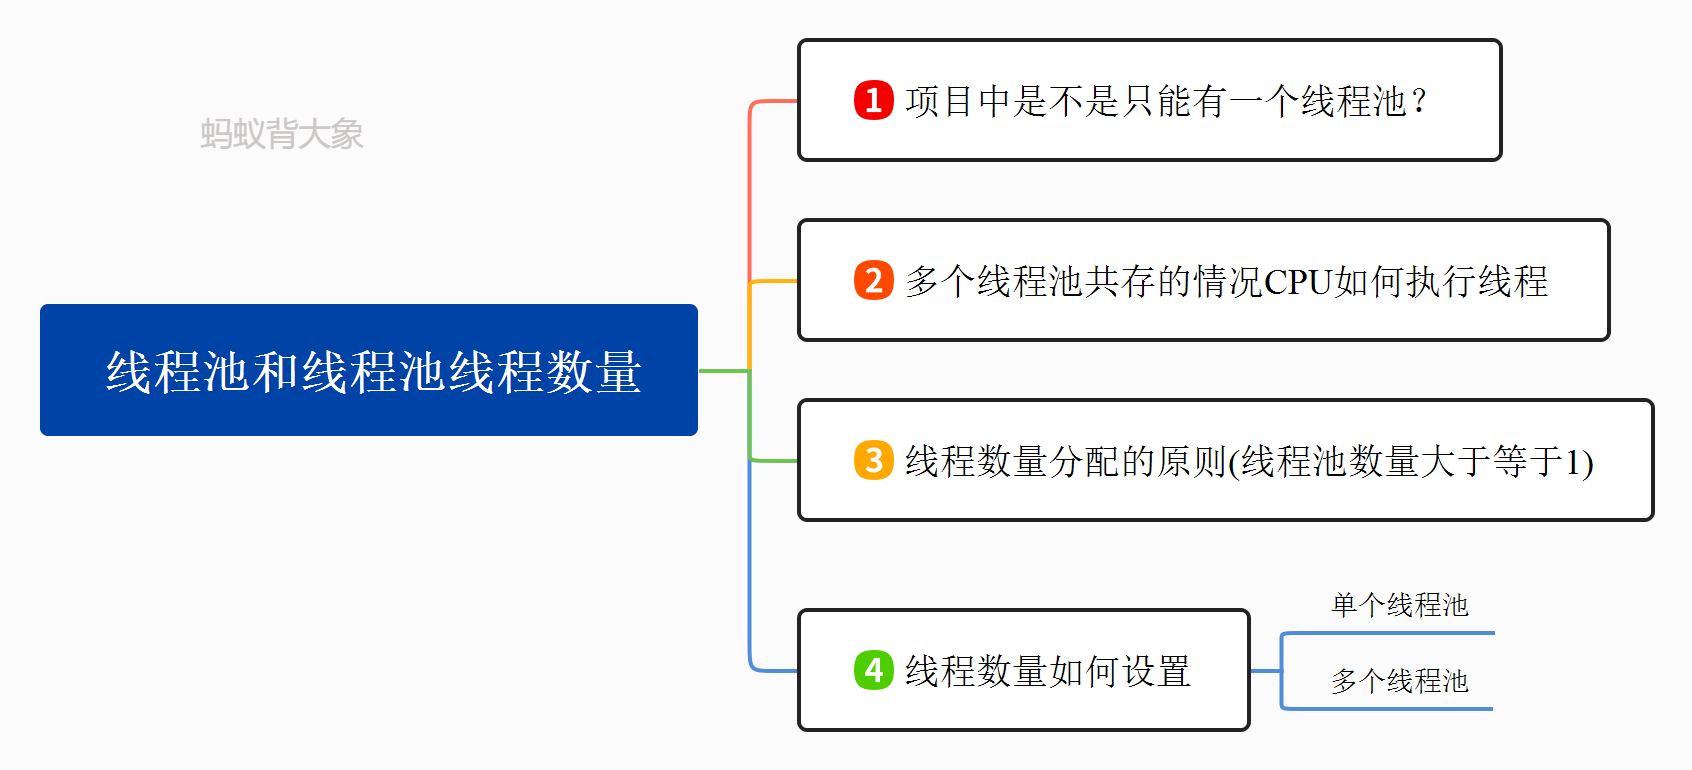 蚂蚁背大象
线程池和线程池线程数量
1 项目中是不是只能有一个线程池？
2 多个线程池共存的情况CPU如何执行线程
3 线程数量分配的原则(线程池数量大于等于1)
4 线程数量如何设置
单个线程池
多个线程池